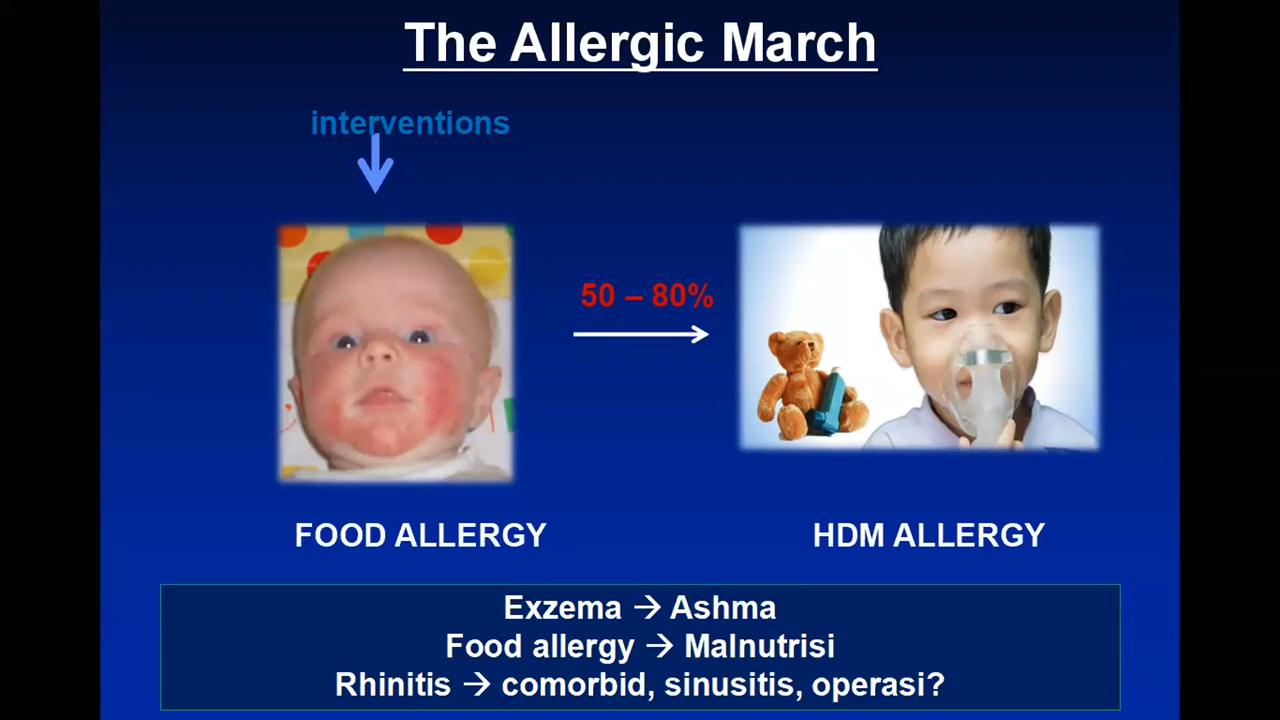 The Allergic March
interventions
50 – 80%
FOOD ALLERGY
HDM ALLERGY
Exzema → Ashma
Food allergy → Malnutrisi
Rhinitis → comorbid, sinusitis, operasi?